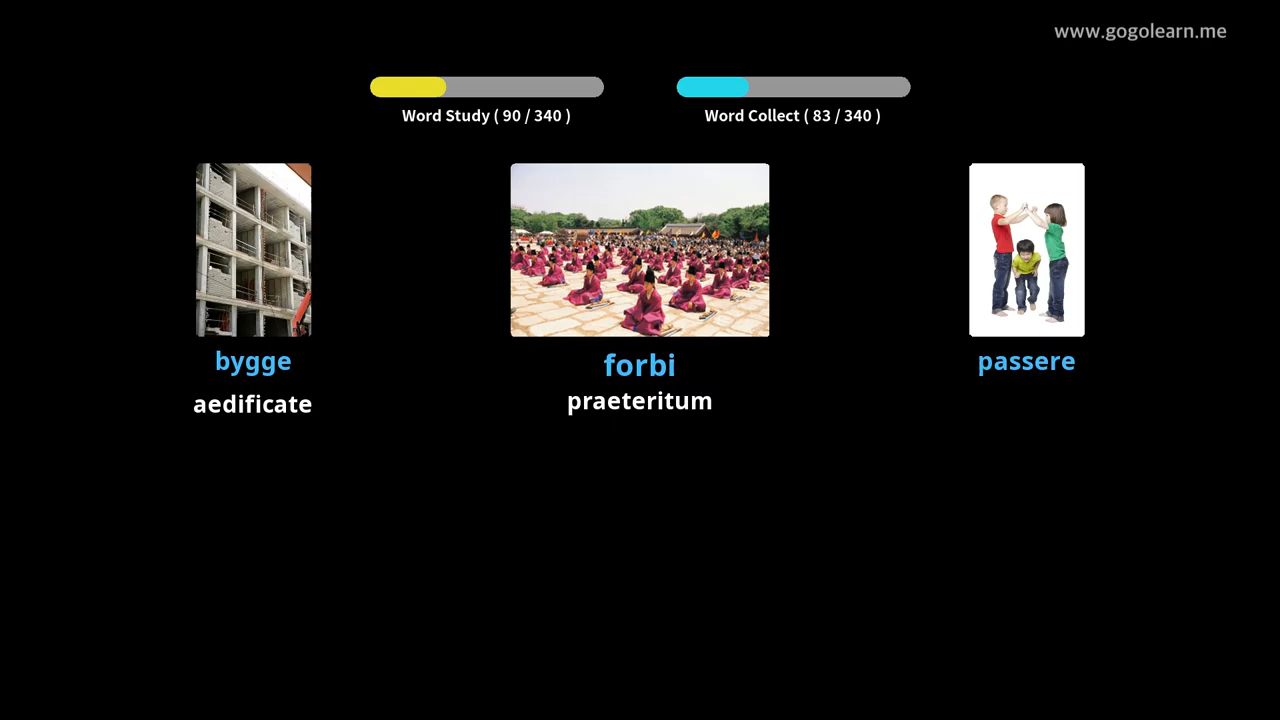 www.gogolearn.me
Word Study ( 90 / 340 )
Word Collect ( 83 / 340 )
bygge
forbi
passere
aedificate
praeteritum